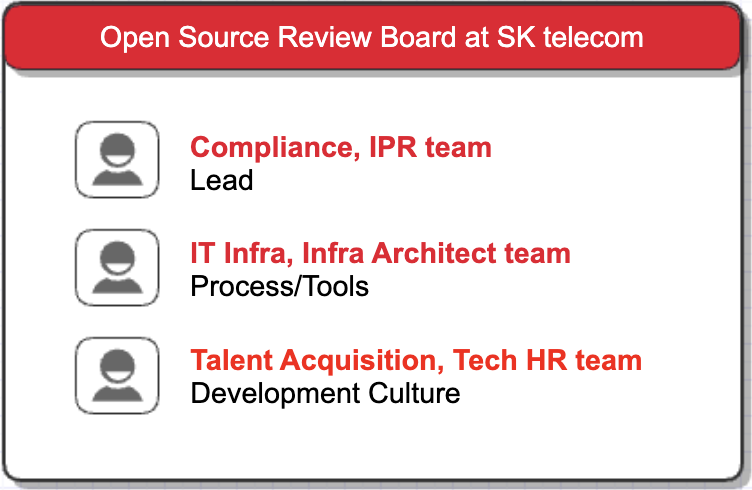 Open Source Review Board at SK telecom
Compliance, IPR team
Lead
IT Infra, Infra Architect team
Process/Tools
Talent Acquisition, Tech HR team
Development Culture